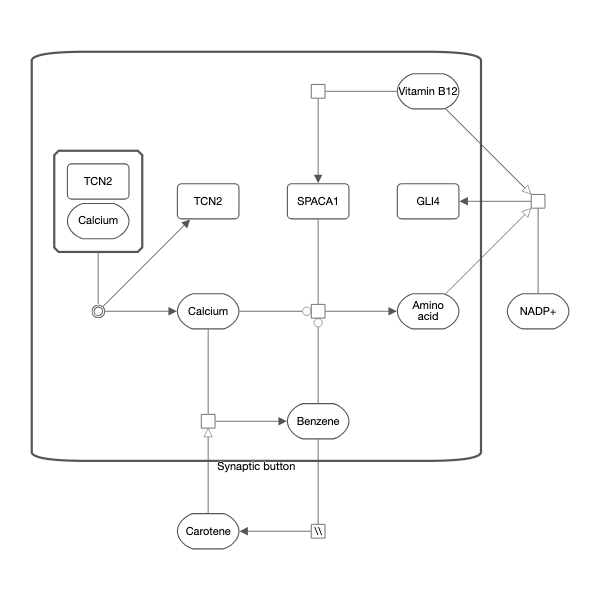 Vitamin B12
TCN2
Calcium
TCN2
SPACA1
GLI4
Calcium
Amino
acid
NADP+
Benzene
Synaptic button
Carotene
\\